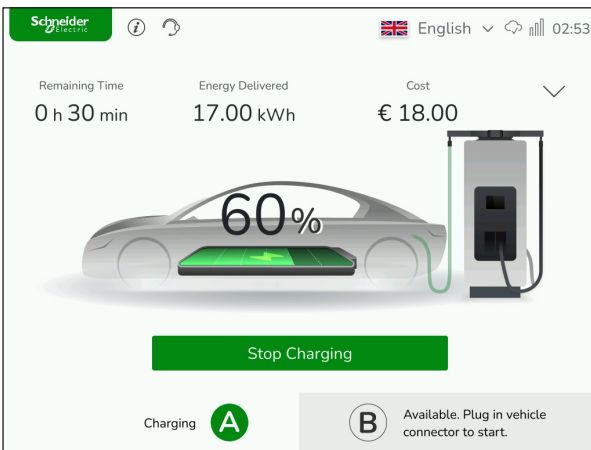 Schneider
Electric
i
English
02:53
Remaining Time
Energy Delivered
Cost
0 h 30 min
17.00 kWh
€ 18.00
60%
Stop Charging
Charging
A
B
Available. Plug in vehicle
connector to start.